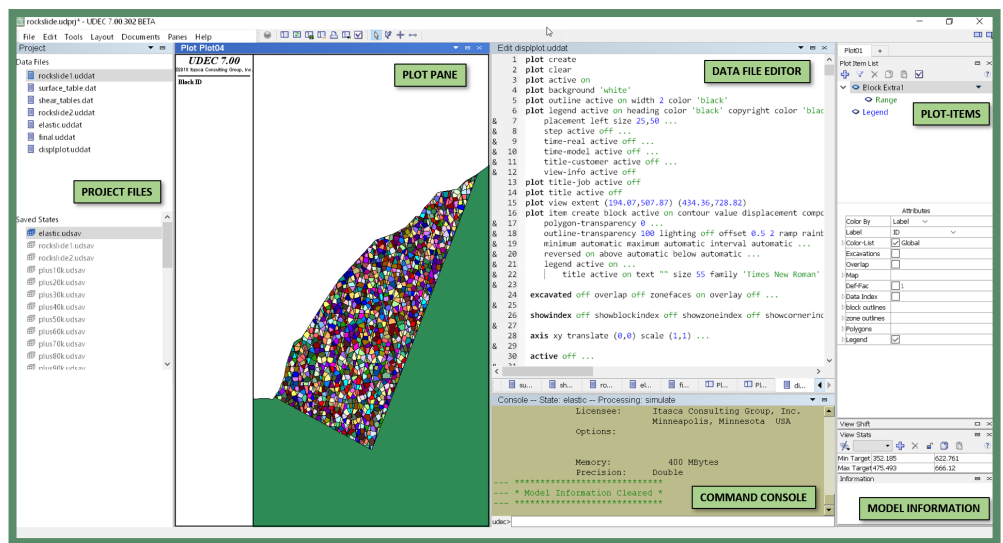 rockslide.udprj* - UDEC 7.00.302 BETA
File Edit Tools Layout Documents Panes Help
Project
Data Files
rockslide1.uddat
surface_table.dat
shear_tables.dat
rockslide2.uddat
elastic.uddat
final.uddat
displplot.uddat
PROJECT FILES
Saved States
elastic.udsav
rockslide1.udsav
rockslide2.udsav
plus10k.udsav
plus20k.udsav
plus30k.udsav
plus40k.udsav
plus50k.udsav
plus60k.udsav
plus70k.udsav
plus80k.udsav
plus90k.udsav
Plot Plot04
UDEC 7.00
Itasca Consulting Group, Inc.
Block ID
PLOT PANE
Edit displplot.uddat
DATA FILE EDITOR
1 plot create
2 plot clear
3 plot active on
4 plot background 'white'
5 plot outline active on width 2 color 'black'
6 plot legend active on heading color 'black' copyright color 'blac
& 7 placement left size 25,50 ...
& 8 step active off ...
& 9 time-real active off ...
& 10 time-model active off ...
& 11 title-customer active off ...
& 12 view-info active off
13 plot title-job active off
14 plot title active off
15 plot view extent (194.07,507.87) (434.36,728.82)
16 plot item create block active on contour value displacement compo
& 17 polygon-transparency 0 ...
& 18 outline-transparency 100 lighting off offset 0.5 2 ramp rainb
& 19 minimum automatic maximum automatic interval automatic ...
& 20 reversed on above automatic below automatic ...
& 21 legend active on ...
& 22 title active on text "" size 55 family 'Times New Roman'
& 23
24 excavated off overlap off zonefaces on overlay off ...
& 25
26 showindex off showblockindex off showzoneindex off showcornerinc
& 27
28 axis xy translate (0,0) scale (1,1) ...
& 29
30 active off ...
su... sh... ro... el... fi... Pl... Pl... di...
Console -- State: elastic -- Processing: simulate
Licensee: Itasca Consulting Group, Inc.
Minneapolis, Minnesota USA
Options:
Memory: 400 MBytes
Precision: Double
--- ****************************
--- * Model Information Cleared *
--- ****************************
COMMAND CONSOLE
udec>
Plot01
Plot Item List
Block Extra1
Range
Legend
PLOT-ITEMS
Attributes
Color By Label
Label ID
Color-List Global
Excavations
Overlap
Map
Def-Fac 1
Data Index
block outlines
zone outlines
Polygons
Legend
View Shift
View Stats
Min Target 352.185 622.761
Max Target 475.493 666.12
Information
MODEL INFORMATION